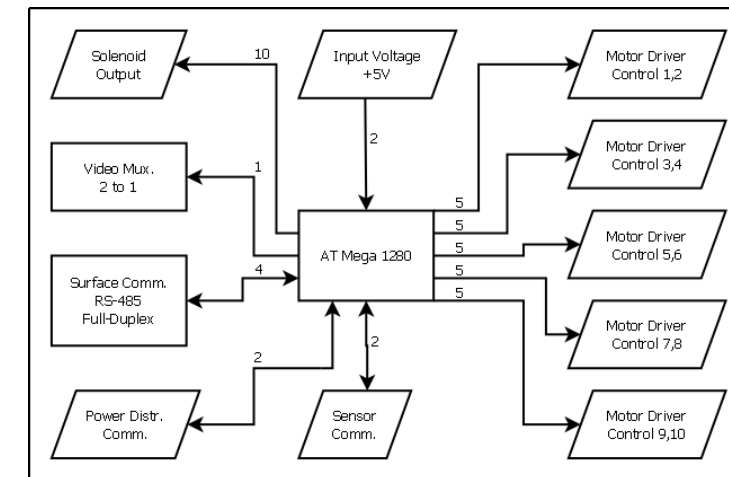 Solenoid
Output
10
Input Voltage
+5V
Motor Driver
Control 1,2
2
Video Mux.
2 to 1
1
Motor Driver
Control 3,4
5
5
5
5
5
AT Mega 1280
Motor Driver
Control 5,6
Surface Comm.
RS-485
Full-Duplex
4
Motor Driver
Control 7,8
2
2
Power Distr.
Comm.
Sensor
Comm.
Motor Driver
Control 9,10